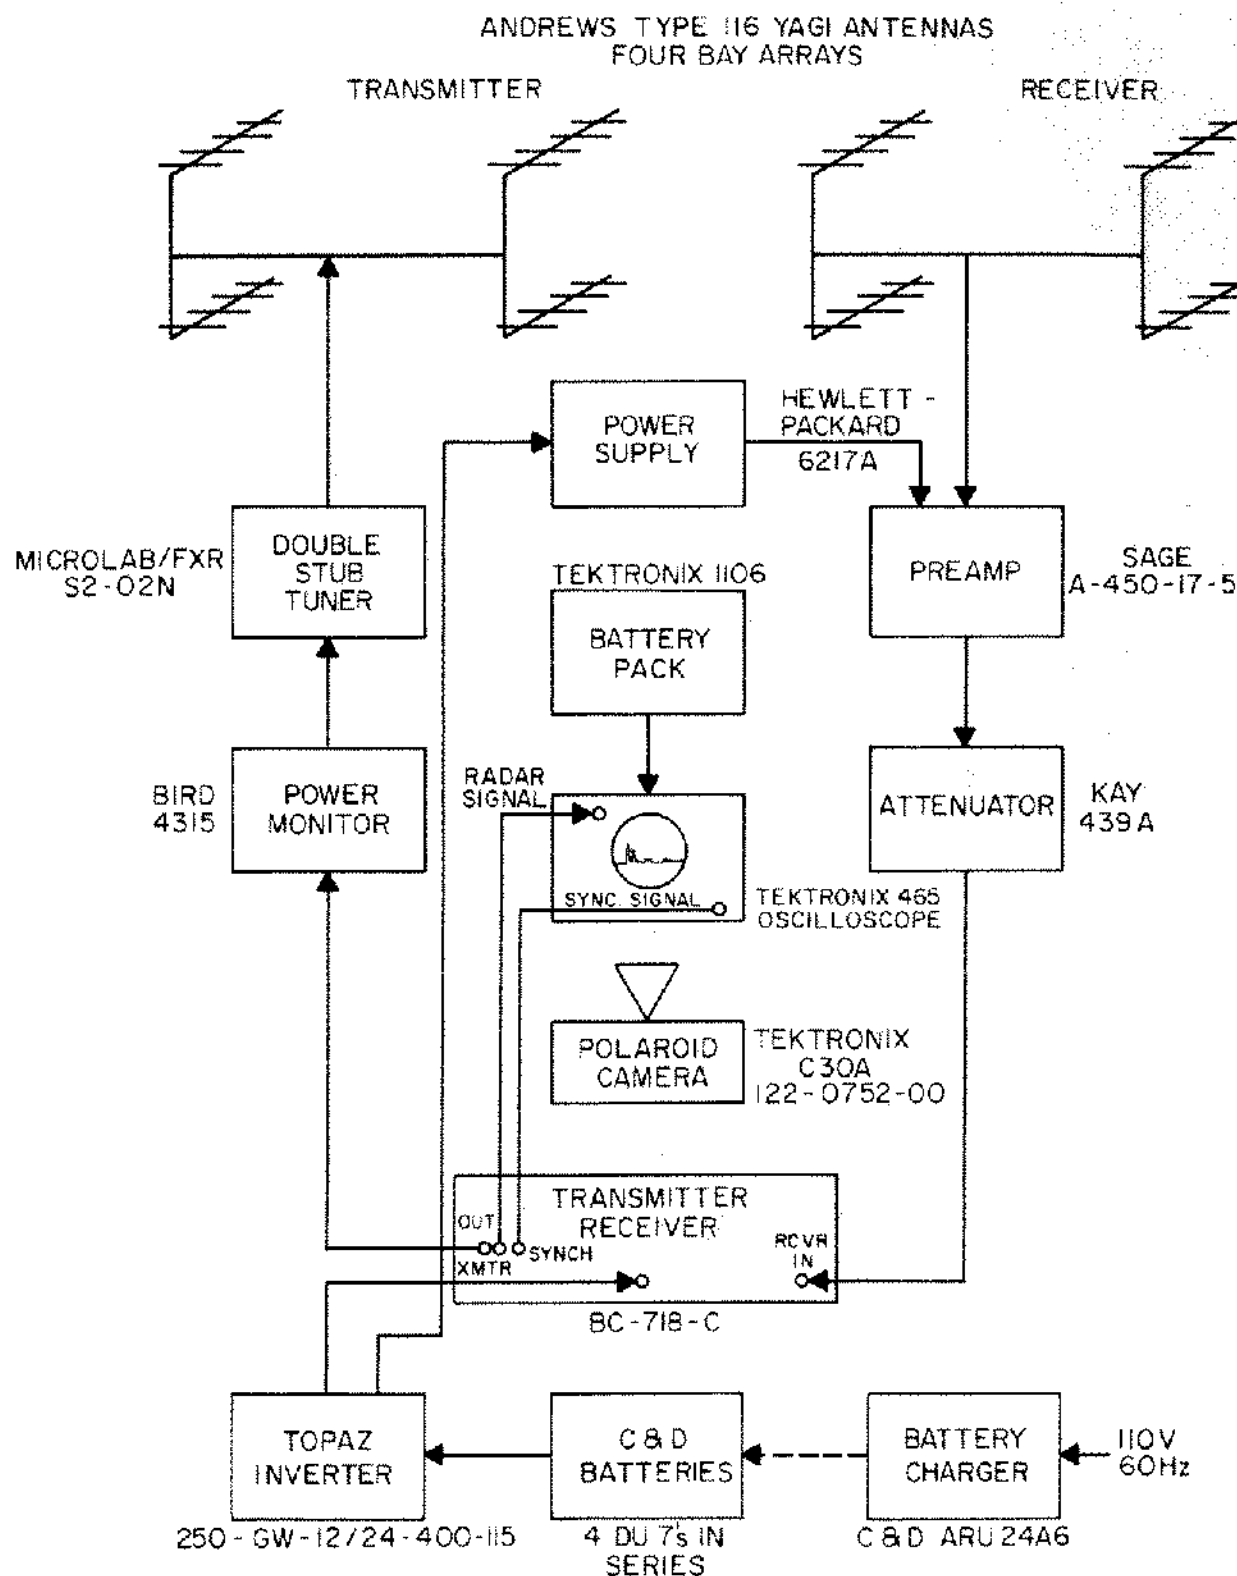 ANDREWS TYPE 116 YAGI ANTENNAS
FOUR BAY ARRAYS
TRANSMITTER
RECEIVER
POWER
SUPPLY
HEWLETT -
PACKARD
6217A
MICROLAB/FXR
S2-02N
DOUBLE
STUB
TUNER
PREAMP
SAGE
A-450-17-5
TEKTRONIX 1106
BATTERY
PACK
BIRD
4315
POWER
MONITOR
RADAR
SIGNAL
SYNC. SIGNAL
TEKTRONIX 465
OSCILLOSCOPE
ATTENUATOR
KAY
439A
POLAROID
CAMERA
TEKTRONIX
C30A
122-0752-00
TRANSMITTER
RECEIVER
OUT
XMTR
SYNCH
RCVR
IN
BC-718-C
TOPAZ
INVERTER
250-GW-12/24-400-115
C&D
BATTERIES
4 DU 7's IN
SERIES
BATTERY
CHARGER
C&D ARU 24A6
110V
60Hz